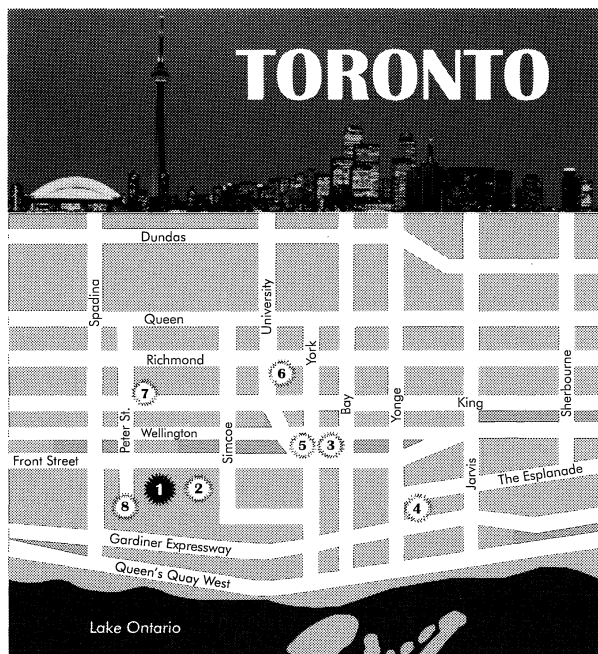 TORONTO
Dundas
Spadina
University
Queen
Richmond
York
6
7
Bay
Yonge
King
Sherbourne
Peter St.
Wellington
Simcoe
5
3
Front Street
Jarvis
The Esplanade
1
2
8
4
Gardiner Expressway
Queen's Quay West
Lake Ontario